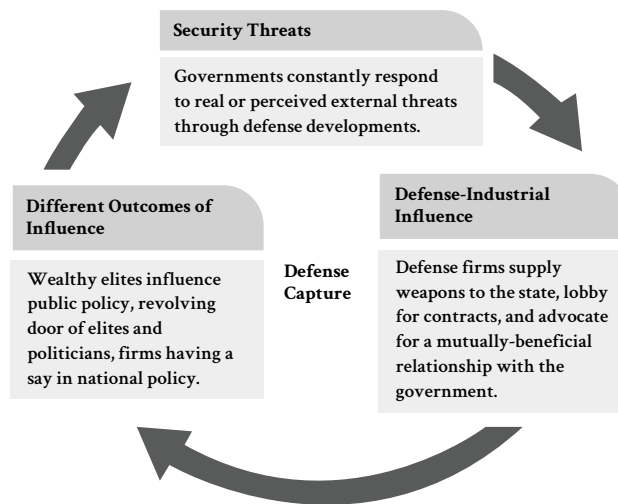 Security Threats
Governments constantly respond
to real or perceived external threats
through defense developments.
Defense-Industrial
Influence
Defense firms supply
weapons to the state, lobby
for contracts, and advocate
for a mutually-beneficial
relationship with the
government.
Different Outcomes of
Influence
Wealthy elites influence
public policy, revolving
door of elites and
politicians, firms having a
say in national policy.
Defense
Capture